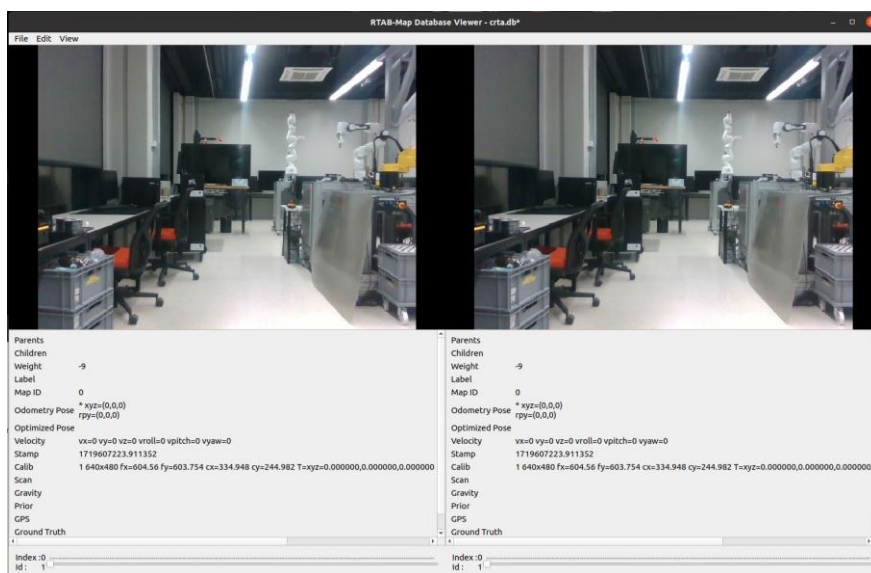 RTAB-Map Database Viewer - crta.db*
File Edit View
Parents
Children
Weight -9
Label
Map ID 0
Odometry Pose * xyz=(0,0,0)
rpy=(0,0,0)
Optimized Pose
Velocity vx=0 vy=0 vz=0 vroll=0 vpitch=0 vyaw=0
Stamp 1719607223.911352
Calib 1 640x480 fx=604.56 fy=603.754 cx=334.948 cy=244.982 T=xyz=0.000000,0.000000,0.000000
Scan
Gravity
Prior
GPS
Ground Truth
Index :0
Id : 1
Parents
Children
Weight -9
Label
Map ID 0
Odometry Pose * xyz=(0,0,0)
rpy=(0,0,0)
Optimized Pose
Velocity vx=0 vy=0 vz=0 vroll=0 vpitch=0 vyaw=0
Stamp 1719607223.911352
Calib 1 640x480 fx=604.56 fy=603.754 cx=334.948 cy=244.982 T=xyz=0.000000,0.000000,0.000000
Scan
Gravity
Prior
GPS
Ground Truth
Index :0
Id : 1